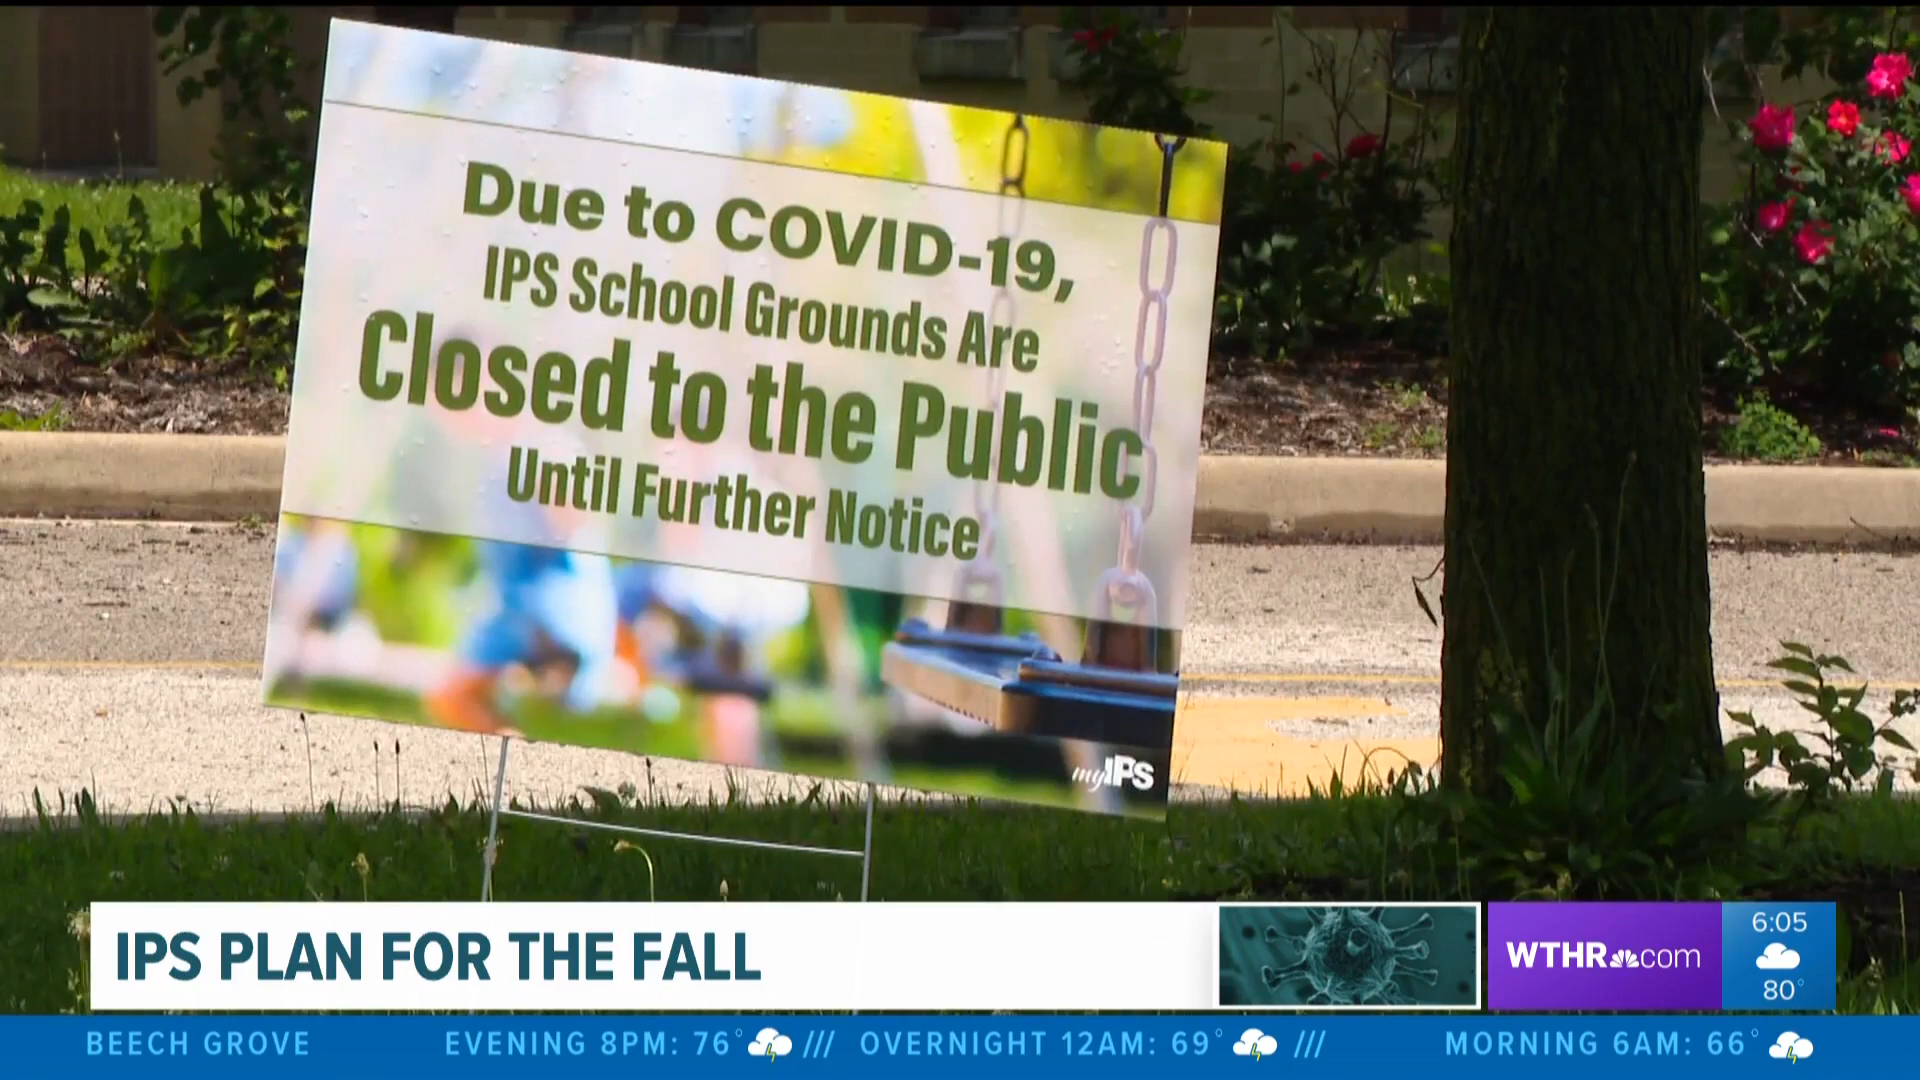 Due to COVID-19,
IPS School Grounds Are
Closed to the Public
Until Further Notice
myIPS
IPS PLAN FOR THE FALL
WTHR.com
6:05
80°
BEECH GROVE EVENING 8PM: 76° /// OVERNIGHT 12AM: 69° /// MORNING 6AM: 66°